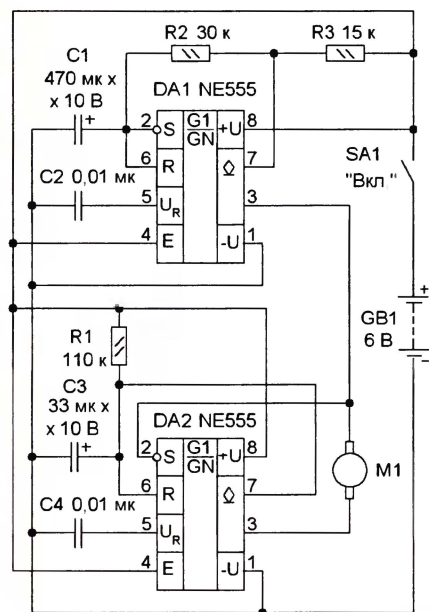 R2 30 к
R3 15 к
C1
470 мк х
х 10 В
DA1 NE555
2 S G1 +U 8
GN
6 R 7
C2 0,01 мк
5 UR 3
4 E -U 1
SA1
"Вкл."
+
GB1
6 В
R1
110 к
C3
33 мк х
х 10 В
DA2 NE555
2 S G1 +U 8
GN
6 R 7
C4 0,01 мк
5 UR 3
4 E -U 1
M1